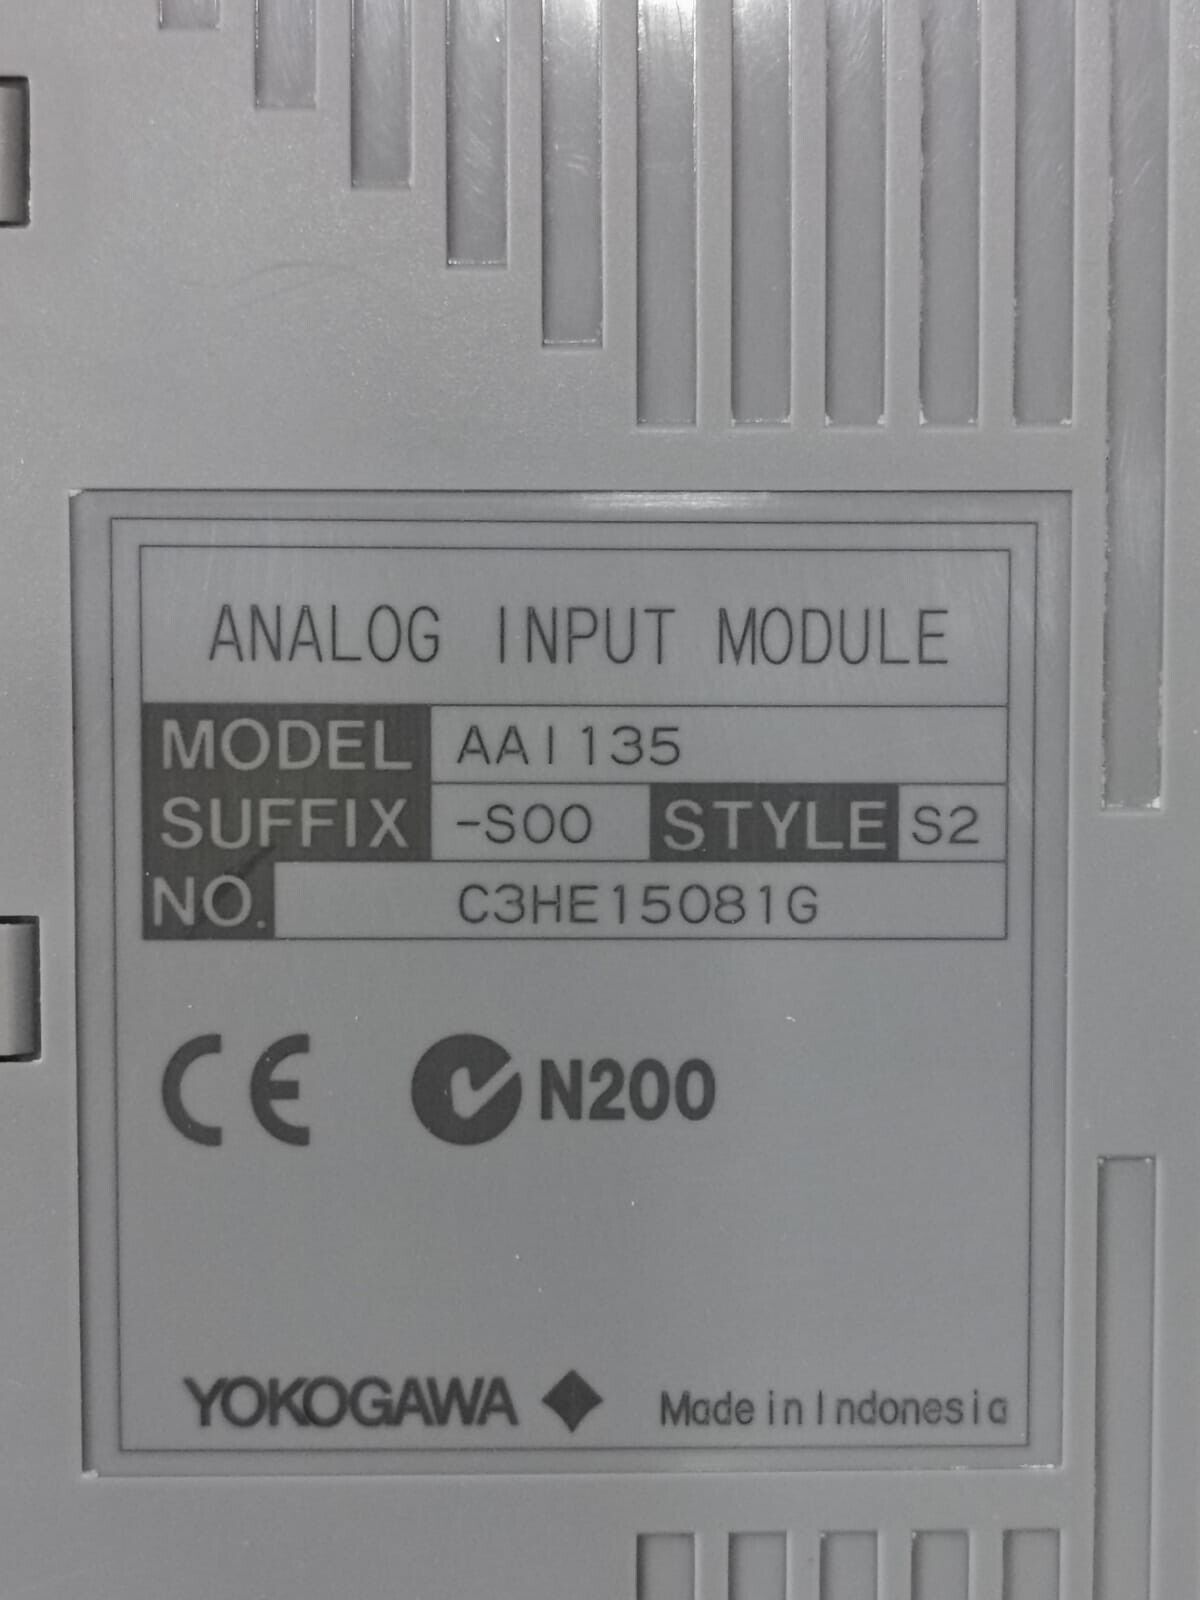 ANALOG INPUT MODULE
MODEL AAI135
SUFFIX -S00 STYLE S2
NO. C3HE15081G
CE N200
YOKOGAWA Made in Indonesia